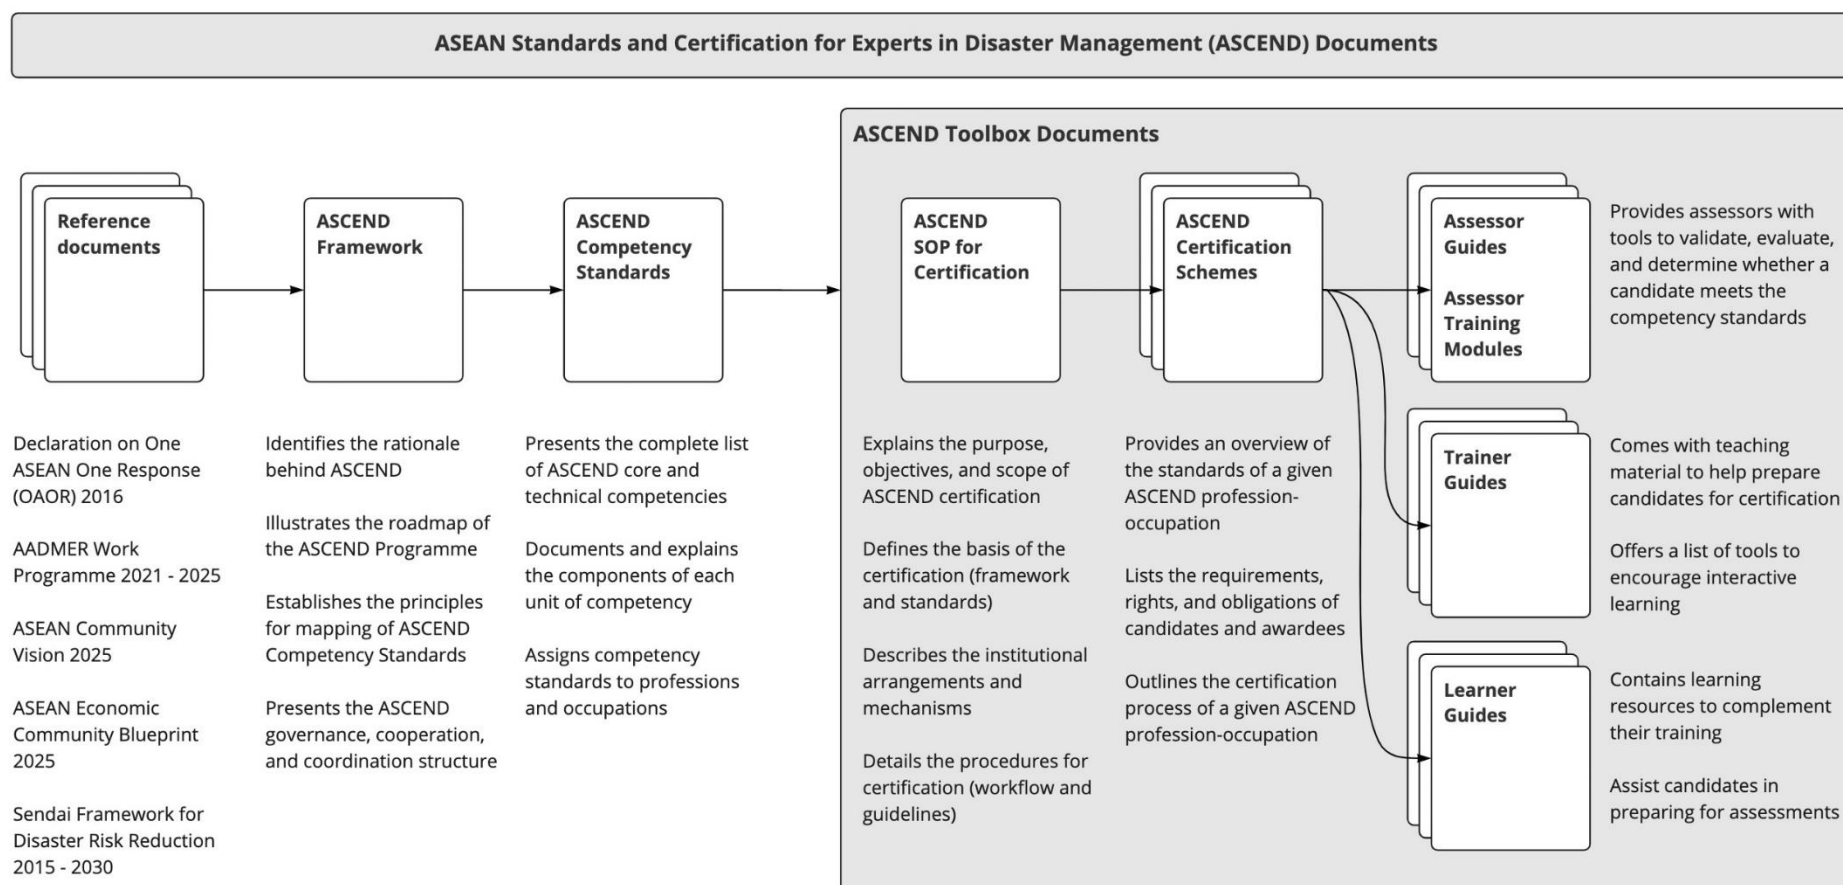 ASEAN Standards and Certification for Experts in Disaster Management (ASCEND) Documents
ASCEND Toolbox Documents
Reference
documents
ASCEND
Framework
ASCEND
Competency
Standards
ASCEND
SOP for
Certification
ASCEND
Certification
Schemes
Assessor
Guides
Assessor
Training
Modules
Provides assessors with
tools to validate, evaluate,
and determine whether a
candidate meets the
competency standards
Declaration on One
ASEAN One Response
(OAOR) 2016
AADMER Work
Programme 2021 - 2025
ASEAN Community
Vision 2025
ASEAN Economic
Community Blueprint
2025
Sendai Framework for
Disaster Risk Reduction
2015 - 2030
Identifies the rationale
behind ASCEND
Illustrates the roadmap of
the ASCEND Programme
Establishes the principles
for mapping of ASCEND
Competency Standards
Presents the ASCEND
governance, cooperation,
and coordination structure
Presents the complete list
of ASCEND core and
technical competencies
Documents and explains
the components of each
unit of competency
Assigns competency
standards to professions
and occupations
Explains the purpose,
objectives, and scope of
ASCEND certification
Defines the basis of the
certification (framework
and standards)
Describes the institutional
arrangements and
mechanisms
Details the procedures for
certification (workflow and
guidelines)
Provides an overview of
the standards of a given
ASCEND profession-
occupation
Lists the requirements,
rights, and obligations of
candidates and awardees
Outlines the certification
process of a given ASCEND
profession-occupation
Trainer
Guides
Comes with teaching
material to help prepare
candidates for certification
Offers a list of tools to
encourage interactive
learning
Learner
Guides
Contains learning
resources to complement
their training
Assist candidates in
preparing for assessments